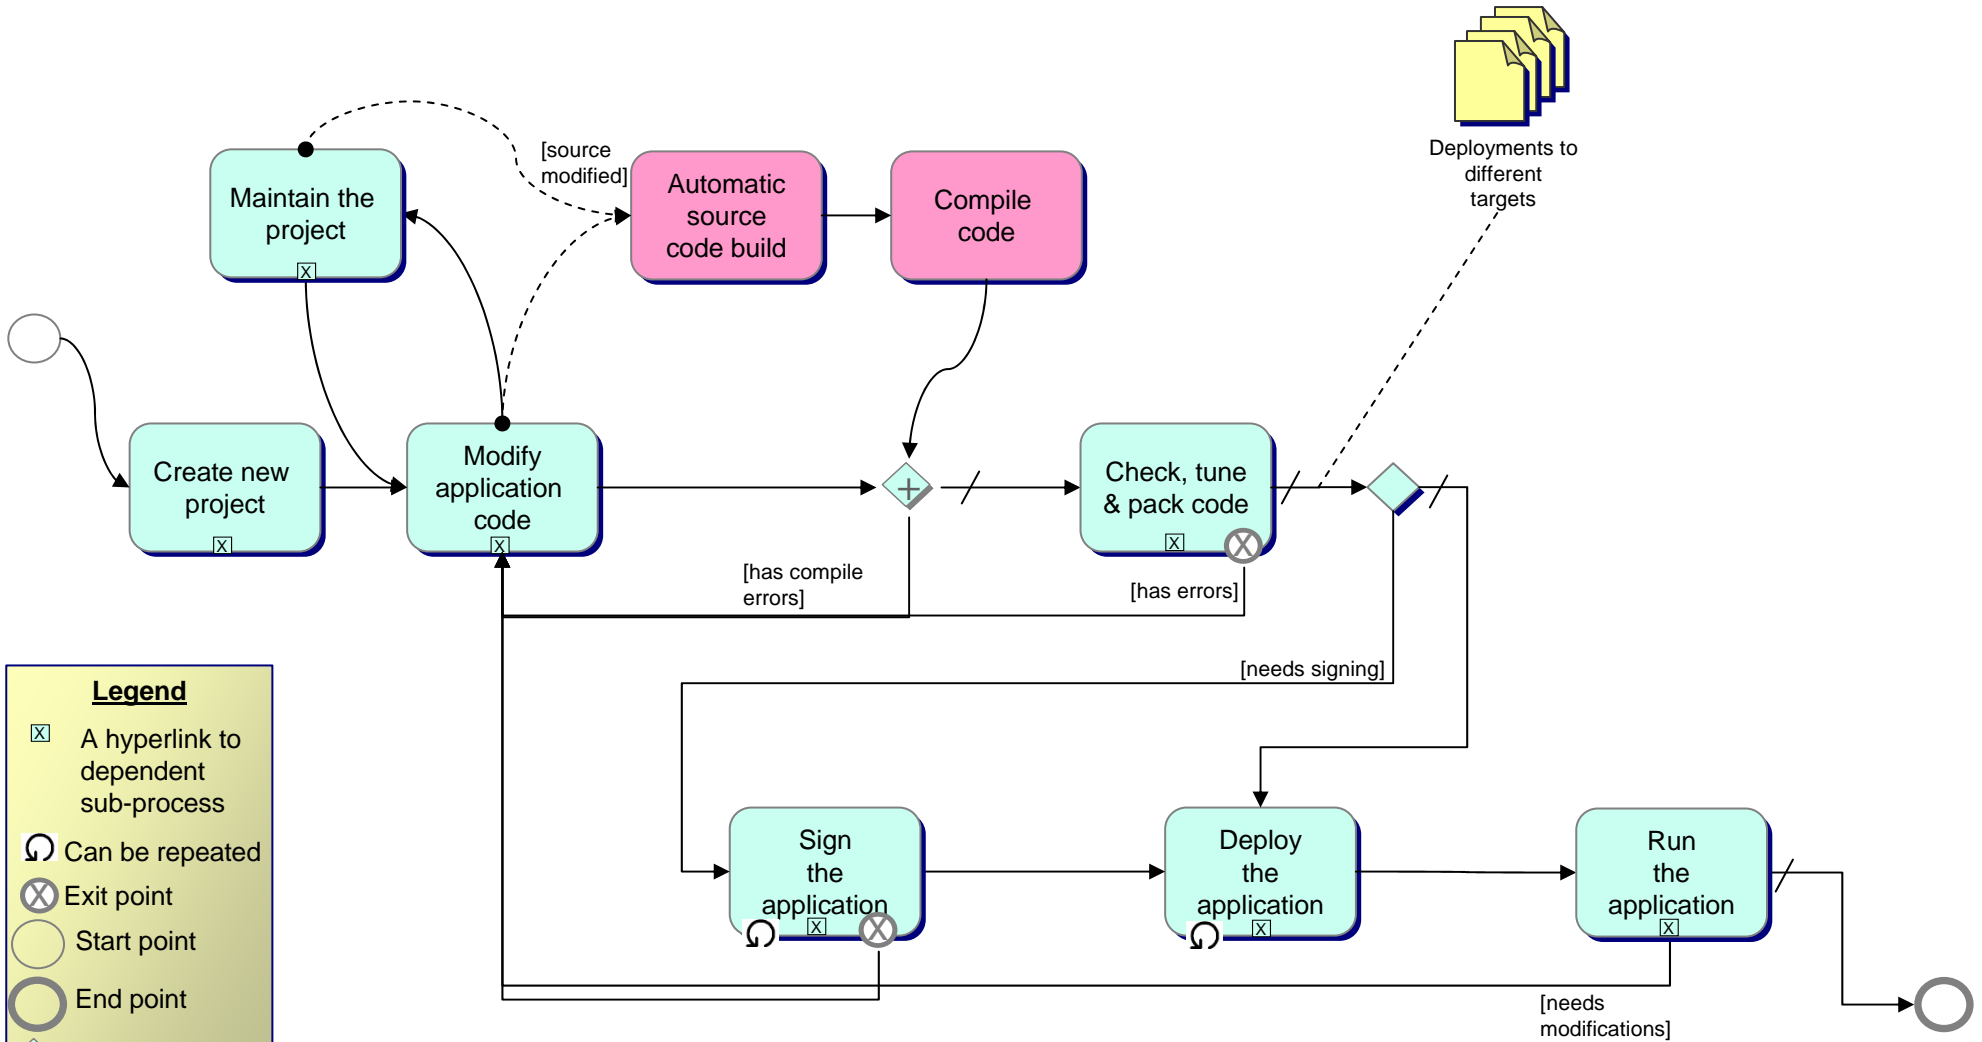 Deployments to
different
targets
[source
modified]
Maintain the
project
X
Automatic
source
code build
Compile
code
Create new
project
X
Modify
application
code
X
+
Check, tune
& pack code
X
X
[has compile
errors]
[has errors]
[needs signing]
Legend
X A hyperlink to
dependent
sub-process
Can be repeated
X Exit point
Start point
End point
Sign
the
application
X
X
Deploy
the
application
X
Run
the
application
X
[needs
modifications]